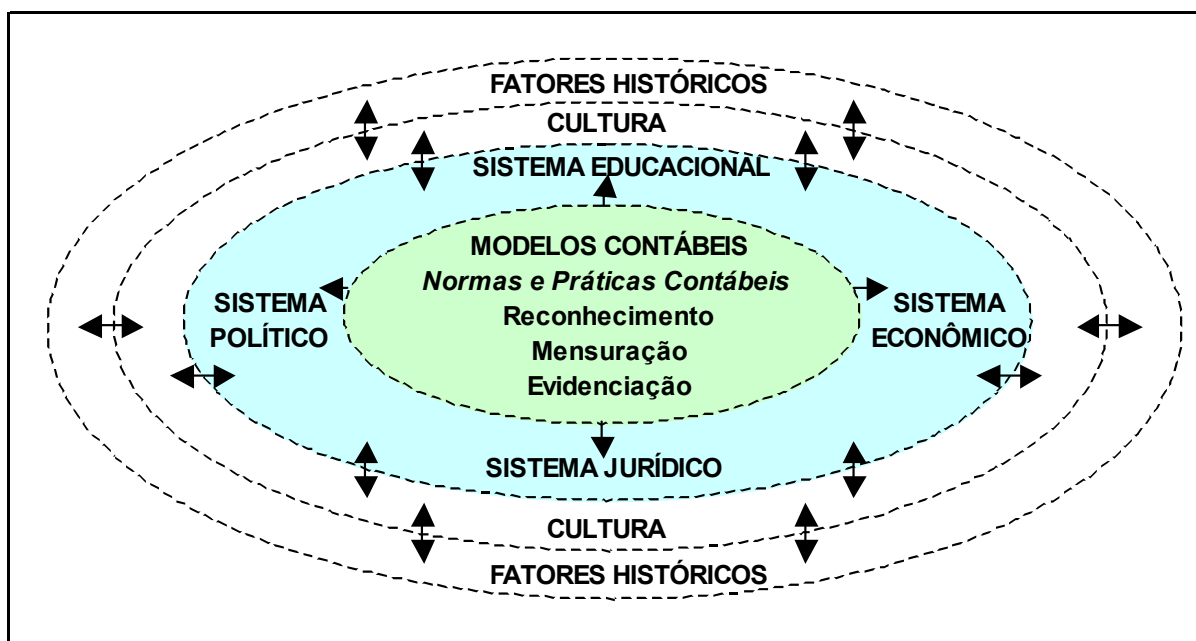 FATORES HISTÓRICOS
CULTURA
SISTEMA EDUCACIONAL
MODELOS CONTÁBEIS
Normas e Práticas Contábeis
Reconhecimento
Mensuração
Evidenciação
SISTEMA
POLÍTICO
SISTEMA
ECONÔMICO
SISTEMA JURÍDICO
CULTURA
FATORES HISTÓRICOS